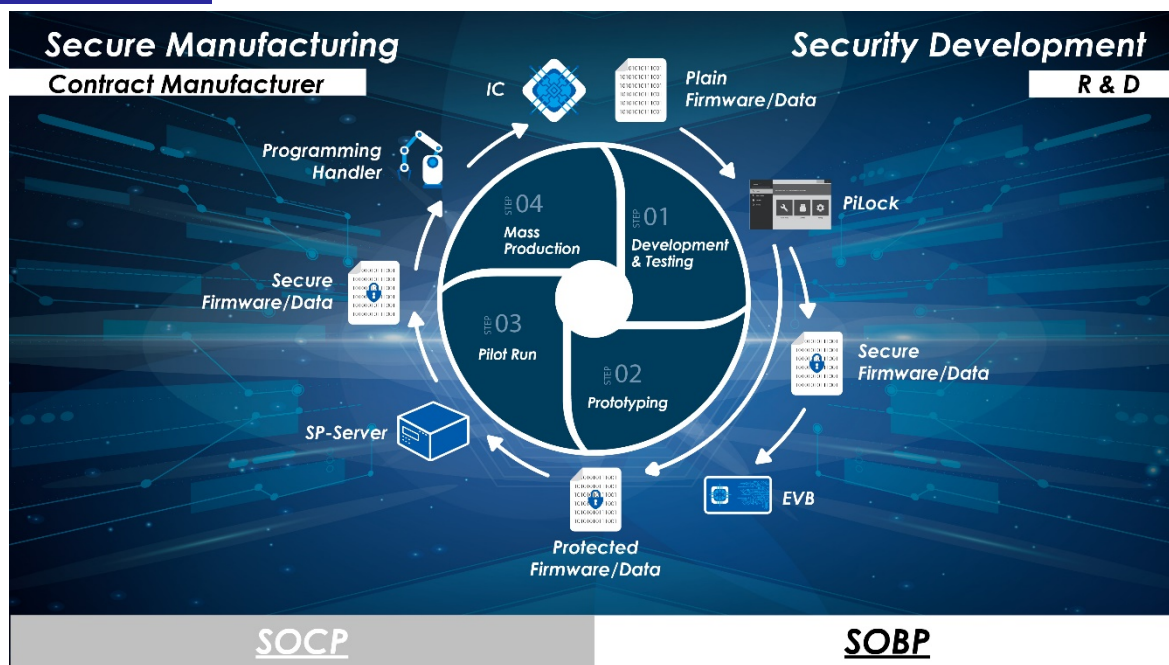 Secure Manufacturing
Contract Manufacturer
Security Development
R & D
IC
Plain
Firmware/Data
Programming
Handler
PiLock
STEP 04
Mass
Production
STEP 01
Development
& Testing
Secure
Firmware/Data
STEP 03
Pilot Run
STEP 02
Prototyping
Secure
Firmware/Data
SP-Server
EVB
Protected
Firmware/Data
SOCP
SOBP